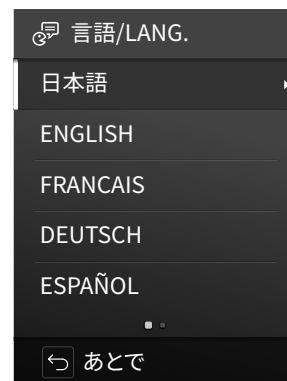 言語/LANG.
日本語
ENGLISH
FRANCAIS
DEUTSCH
ESPAÑOL
あとで